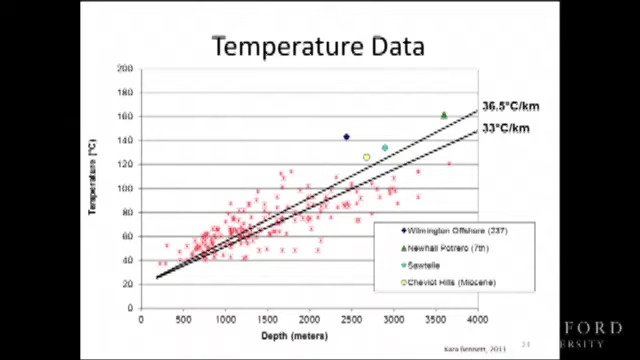 Temperature Data
200
180
160
140
120
100
80
60
40
20
0
Temperature (°C)
0 500 1000 1500 2000 2500 3000 3500 4000
Depth (meters)
36.5°C/km
33°C/km
Wilmington Offshore (237)
Newhall Potrero (7th)
Sawtelle
Cheviot Hills (Miocene)
Kara Bennett, 2011
FORD
ERSITY